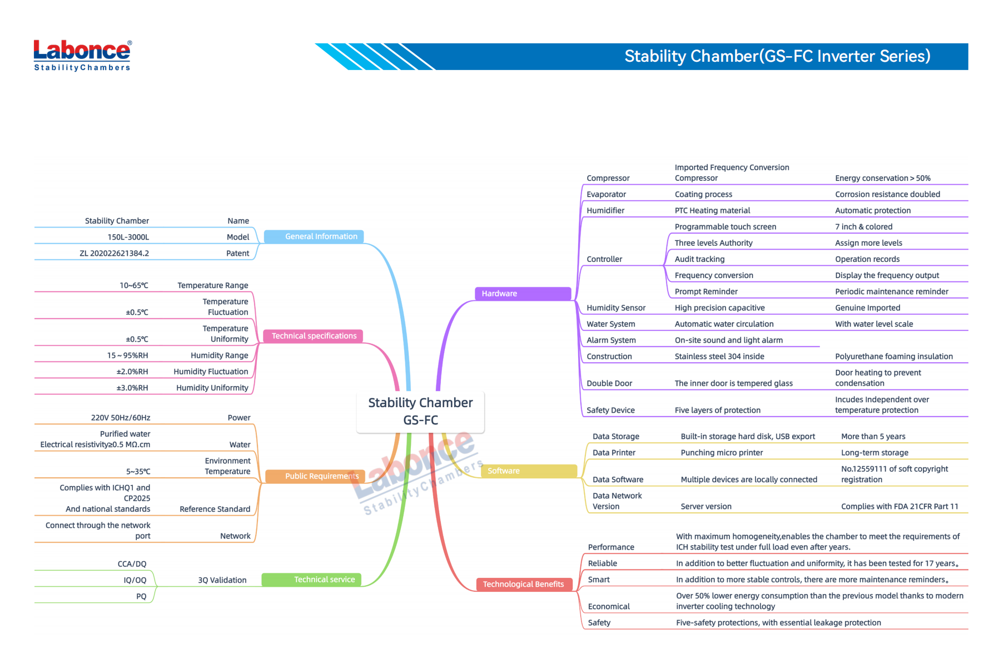 Labonce®
StabilityChambers
Stability Chamber(GS-FC Inverter Series)
Stability Chamber
GS-FC
General Information
Stability Chamber Name
150L-3000L Model
ZL 202022621384.2 Patent
Technical specifications
10~65℃ Temperature Range
Temperature
±0.5℃ Fluctuation
Temperature
±0.5℃ Uniformity
15 ~ 95%RH Humidity Range
±2.0%RH Humidity Fluctuation
±3.0%RH Humidity Uniformity
Public Requirements
220V 50Hz/60Hz Power
Purified water
Electrical resistivity≥0.5 MΩ.cm Water
Environment
5~35℃ Temperature
Complies with ICHQ1 and
CP2025
And national standards Reference Standard
Connect through the network
port Network
Technical service
3Q Validation
CCA/DQ
IQ/OQ
PQ
Hardware
Imported Frequency Conversion
Compressor Compressor Energy conservation > 50%
Evaporator Coating process Corrosion resistance doubled
Humidifier PTC Heating material Automatic protection
Programmable touch screen 7 inch & colored
Three levels Authority Assign more levels
Controller Audit tracking Operation records
Frequency conversion Display the frequency output
Prompt Reminder Periodic maintenance reminder
Humidity Sensor High precision capacitive Genuine Imported
Water System Automatic water circulation With water level scale
Alarm System On-site sound and light alarm
Construction Stainless steel 304 inside Polyurethane foaming insulation
Door heating to prevent
Double Door The inner door is tempered glass condensation
Incudes Independent over
Safety Device Five layers of protection temperature protection
Software
Data Storage Built-in storage hard disk, USB export More than 5 years
Data Printer Punching micro printer Long-term storage
No.12559111 of soft copyright
Data Software Multiple devices are locally connected registration
Data Network
Version Server version Complies with FDA 21CFR Part 11
Technological Benefits
With maximum homogeneity,enables the chamber to meet the requirements of
Performance ICH stability test under full load even after years.
Reliable In addition to better fluctuation and uniformity, it has been tested for 17 years。
Smart In addition to more stable controls, there are more maintenance reminders。
Over 50% lower energy consumption than the previous model thanks to modern
Economical inverter cooling technology
Safety Five-safety protections, with essential leakage protection
Labonce
StabilityChambers